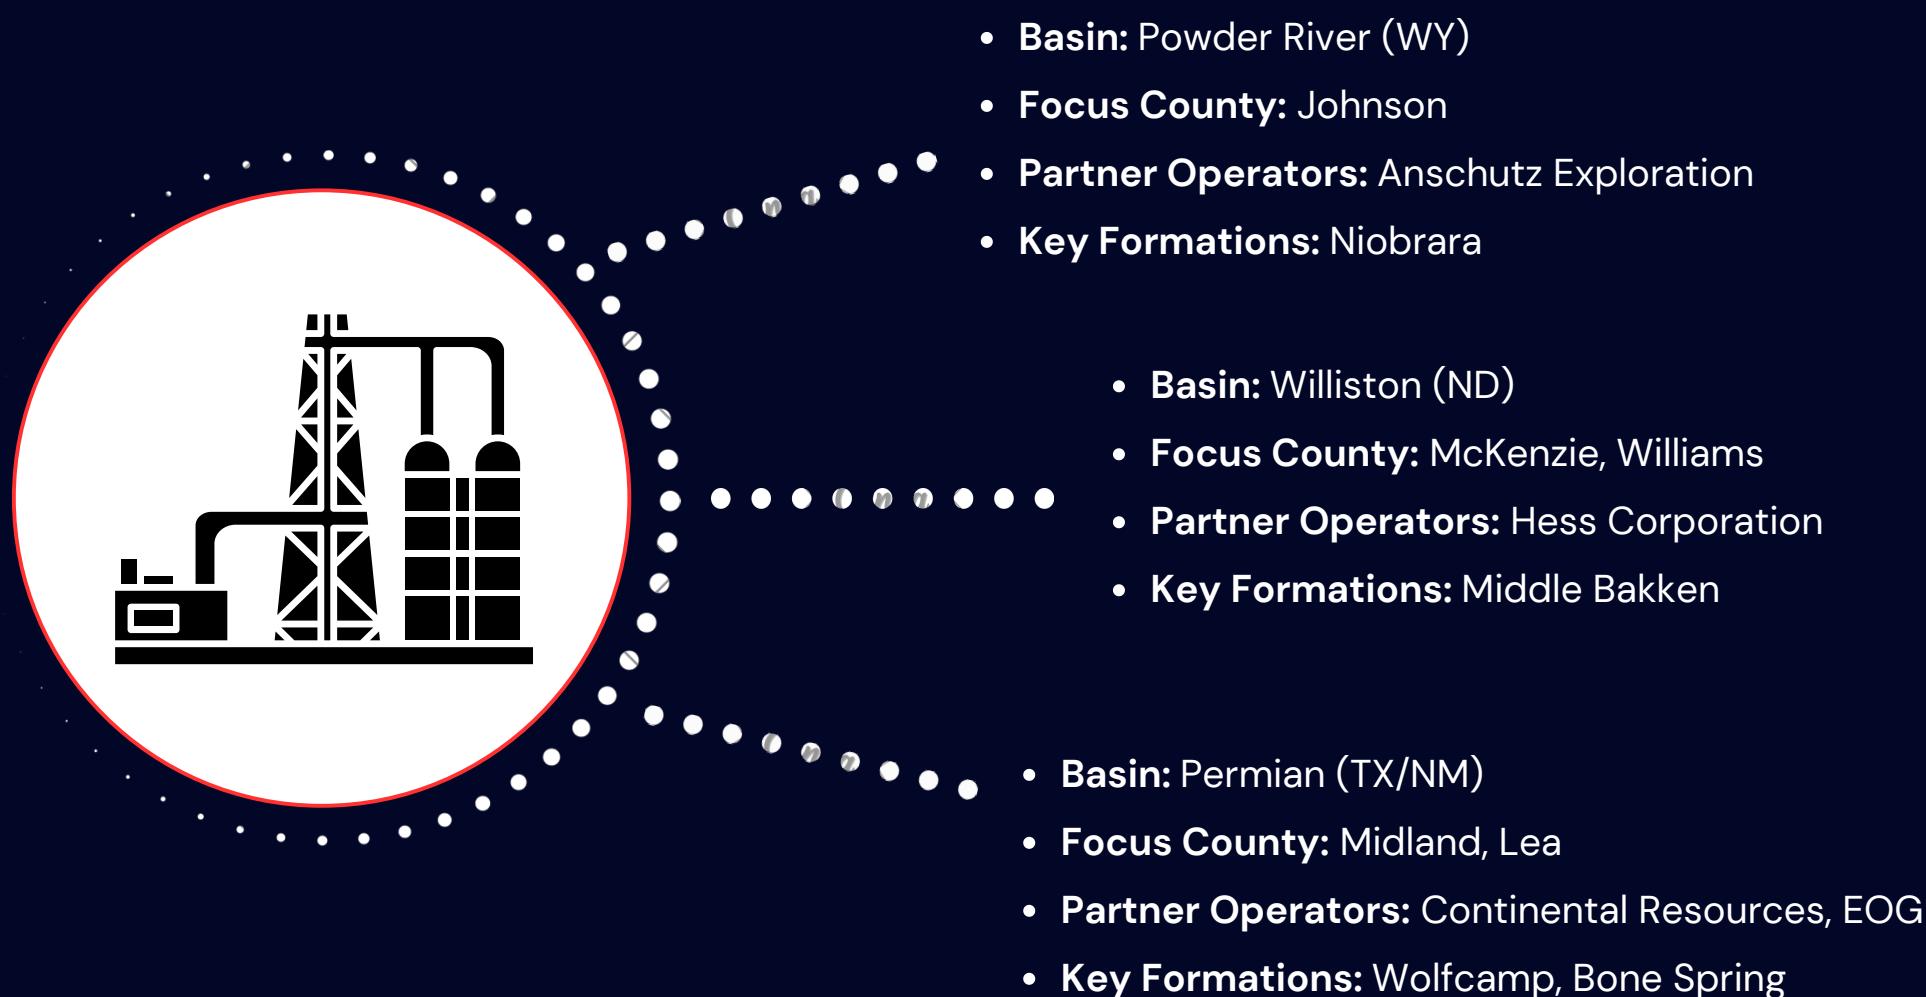 • Basin: Powder River (WY)
• Focus County: Johnson
• Partner Operators: Anschutz Exploration
• Key Formations: Niobrara
• Basin: Williston (ND)
• Focus County: McKenzie, Williams
• Partner Operators: Hess Corporation
• Key Formations: Middle Bakken
• Basin: Permian (TX/NM)
• Focus County: Midland, Lea
• Partner Operators: Continental Resources, EOG
• Key Formations: Wolfcamp, Bone Spring